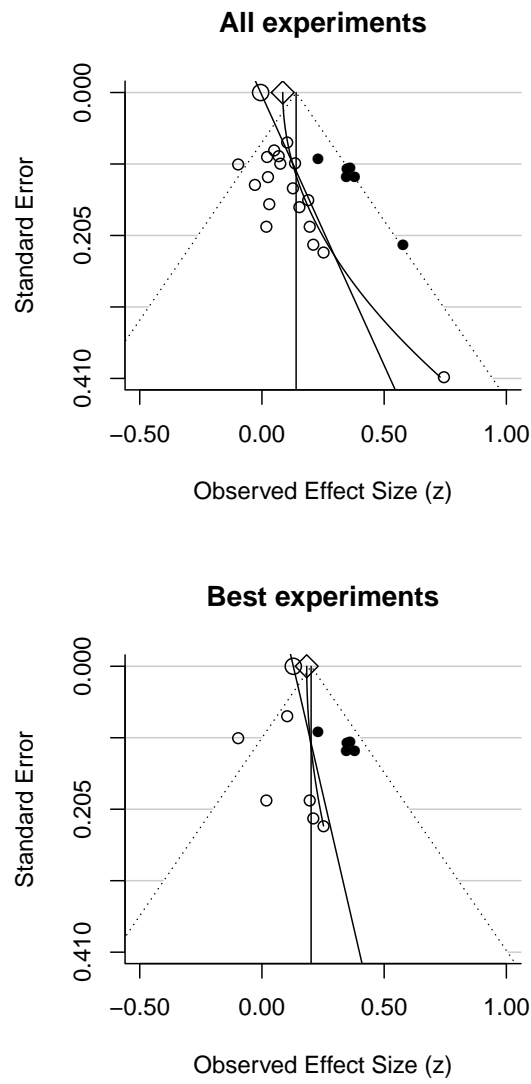 All experiments
0.000
0.205
0.410
Standard Error
−0.50
0.00
0.50
1.00
Observed Effect Size (z)
Best experiments
0.000
0.205
0.410
Standard Error
−0.50
0.00
0.50
1.00
Observed Effect Size (z)